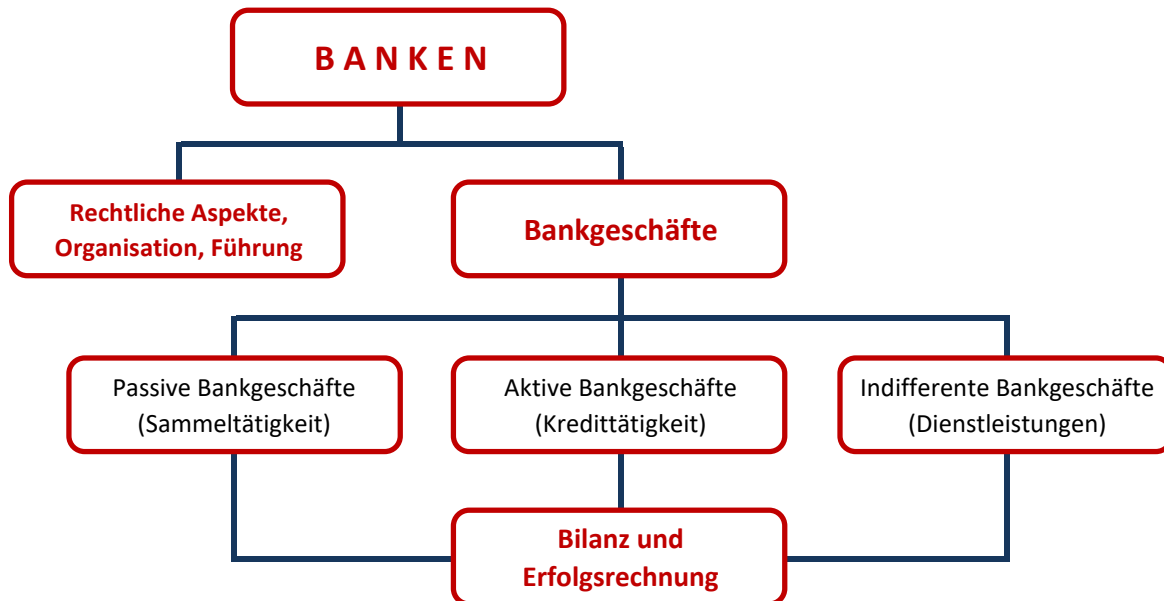 B A N K E N
Rechtliche Aspekte,
Organisation, Führung
Bankgeschäfte
Passive Bankgeschäfte
(Sammeltätigkeit)
Aktive Bankgeschäfte
(Kredittätigkeit)
Indifferente Bankgeschäfte
(Dienstleistungen)
Bilanz und
Erfolgsrechnung